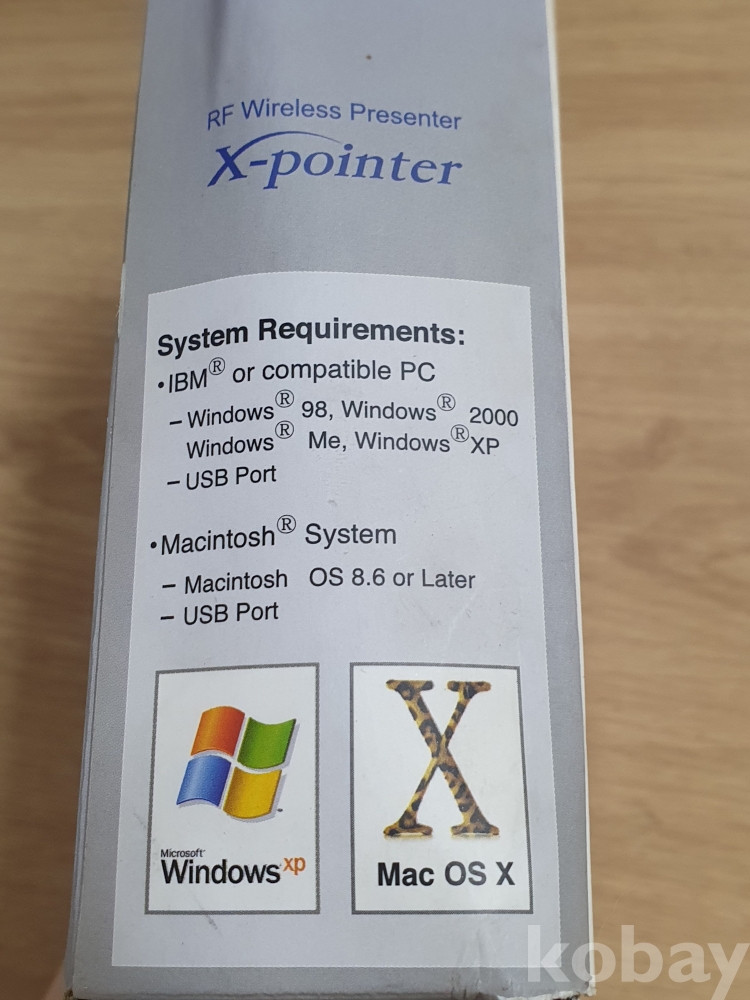 RF Wireless Presenter
X-pointer
System Requirements:
•IBM® or compatible PC
– Windows® 98, Windows® 2000
Windows® Me, Windows® XP
– USB Port
•Macintosh® System
– Macintosh OS 8.6 or Later
– USB Port
Microsoft
Windows xp
X
Mac OS X
kobay